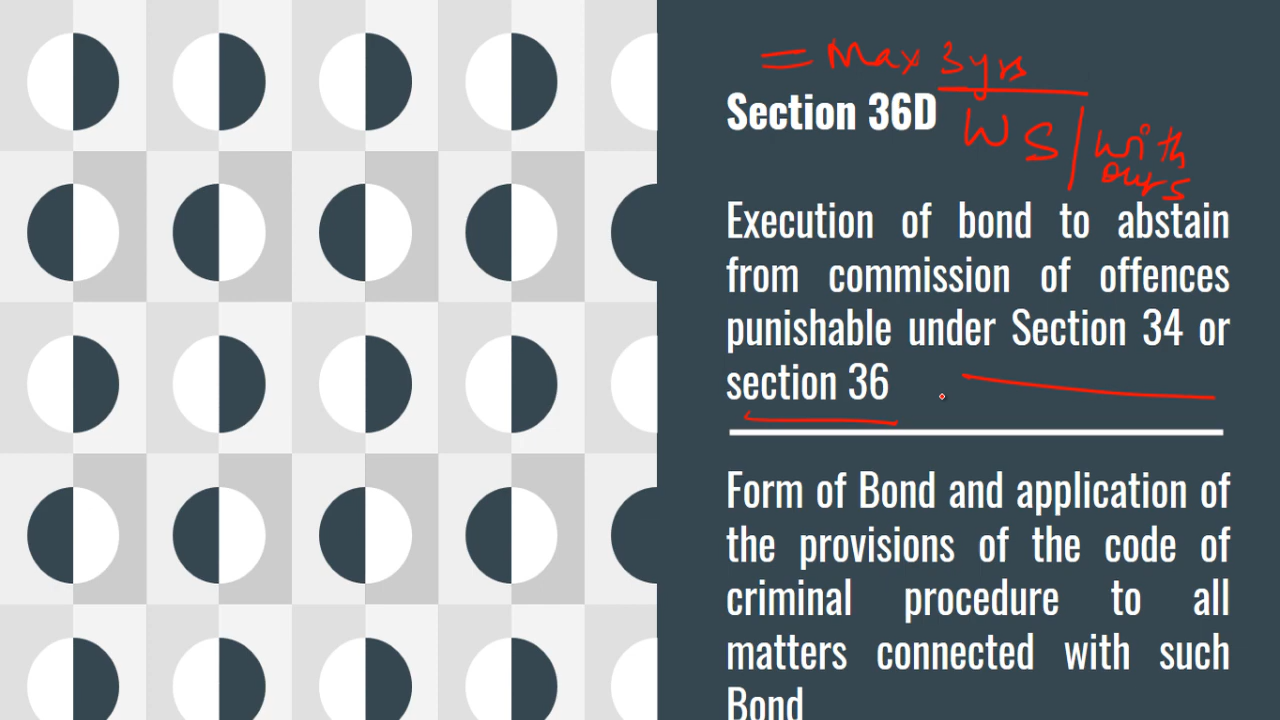 = Max 3yrs
Section 36D
WS/with
ours
Execution of bond to abstain
from commission of offences
punishable under Section 34 or
section 36
Form of Bond and application of
the provisions of the code of
criminal procedure to all
matters connected with such
Bond